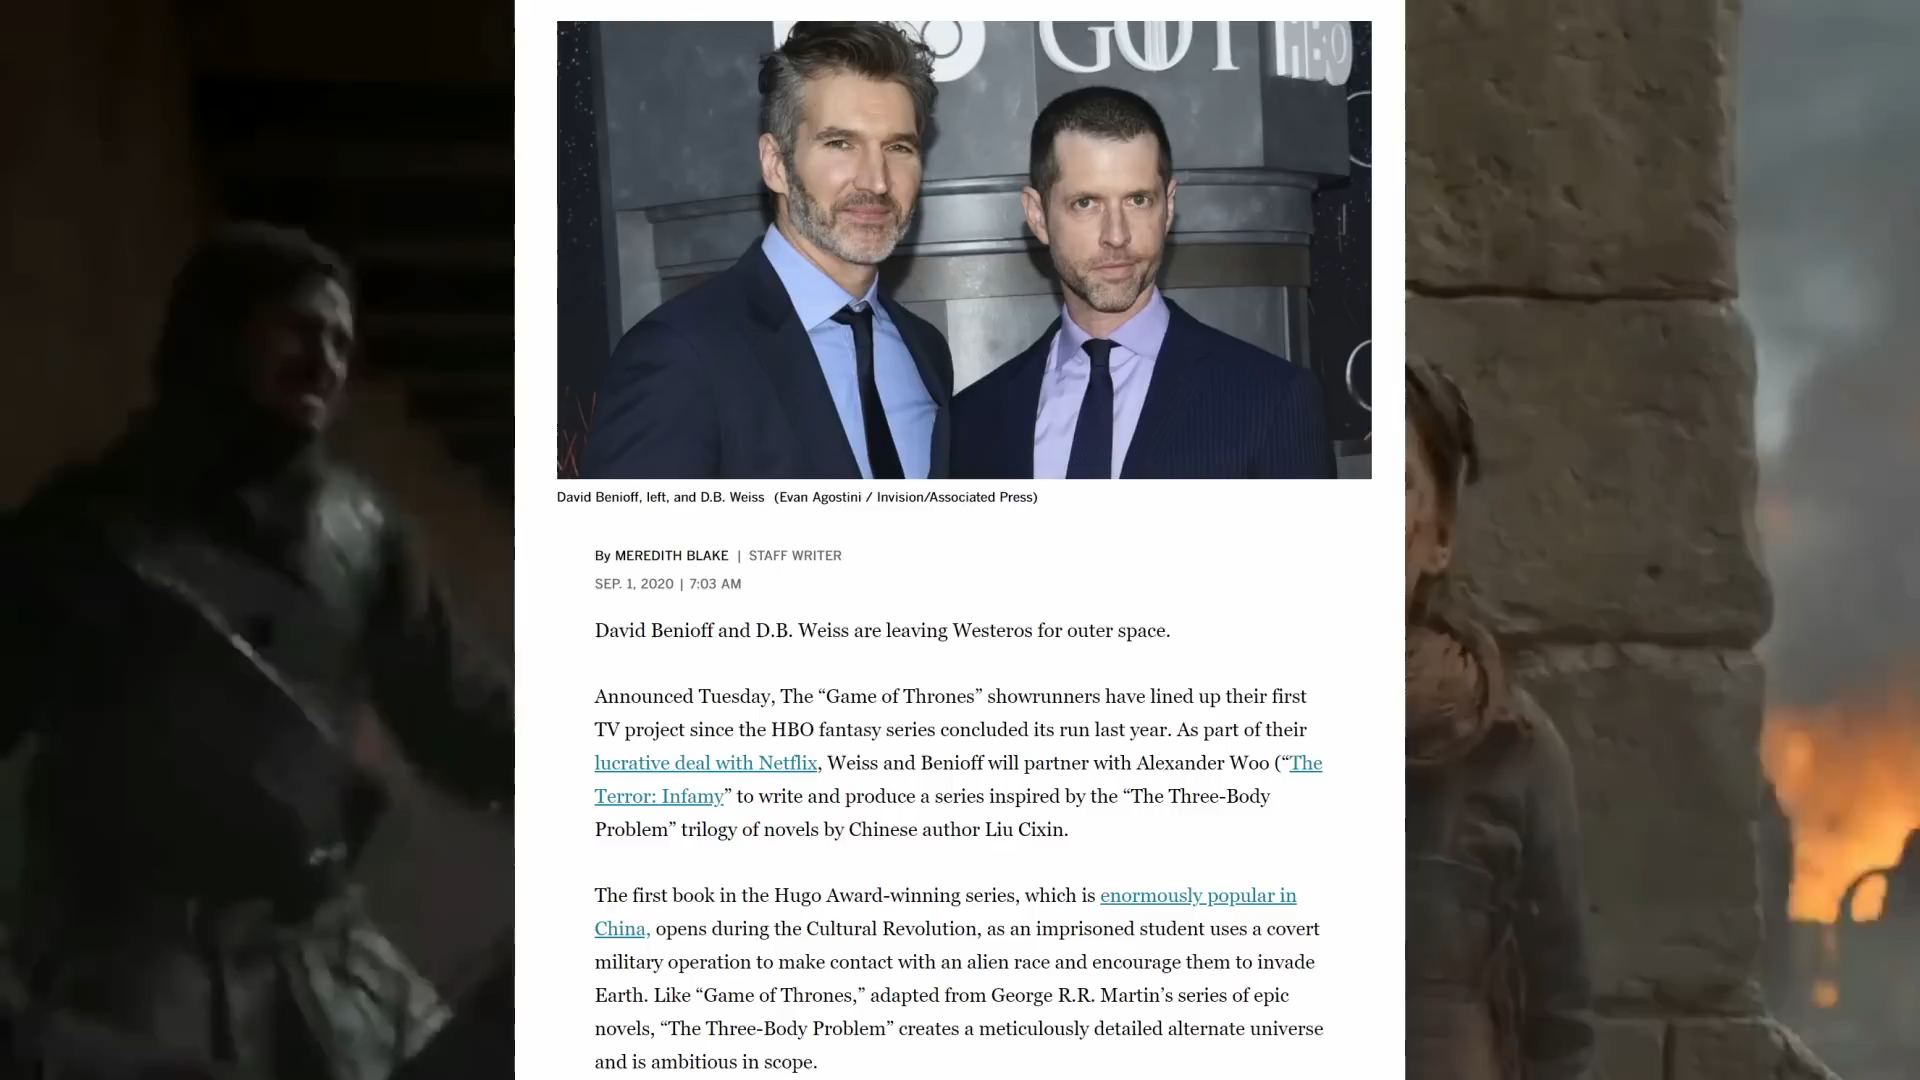 GOT HBO
David Benioff, left, and D.B. Weiss (Evan Agostini / Invision/Associated Press)
By MEREDITH BLAKE | STAFF WRITER
SEP. 1, 2020 | 7:03 AM
David Benioff and D.B. Weiss are leaving Westeros for outer space.
Announced Tuesday, The “Game of Thrones” showrunners have lined up their first
TV project since the HBO fantasy series concluded its run last year. As part of their
lucrative deal with Netflix, Weiss and Benioff will partner with Alexander Woo (“The
Terror: Infamy” to write and produce a series inspired by the “The Three-Body
Problem” trilogy of novels by Chinese author Liu Cixin.
The first book in the Hugo Award-winning series, which is enormously popular in
China, opens during the Cultural Revolution, as an imprisoned student uses a covert
military operation to make contact with an alien race and encourage them to invade
Earth. Like “Game of Thrones,” adapted from George R.R. Martin’s series of epic
novels, “The Three-Body Problem” creates a meticulously detailed alternate universe
and is ambitious in scope.